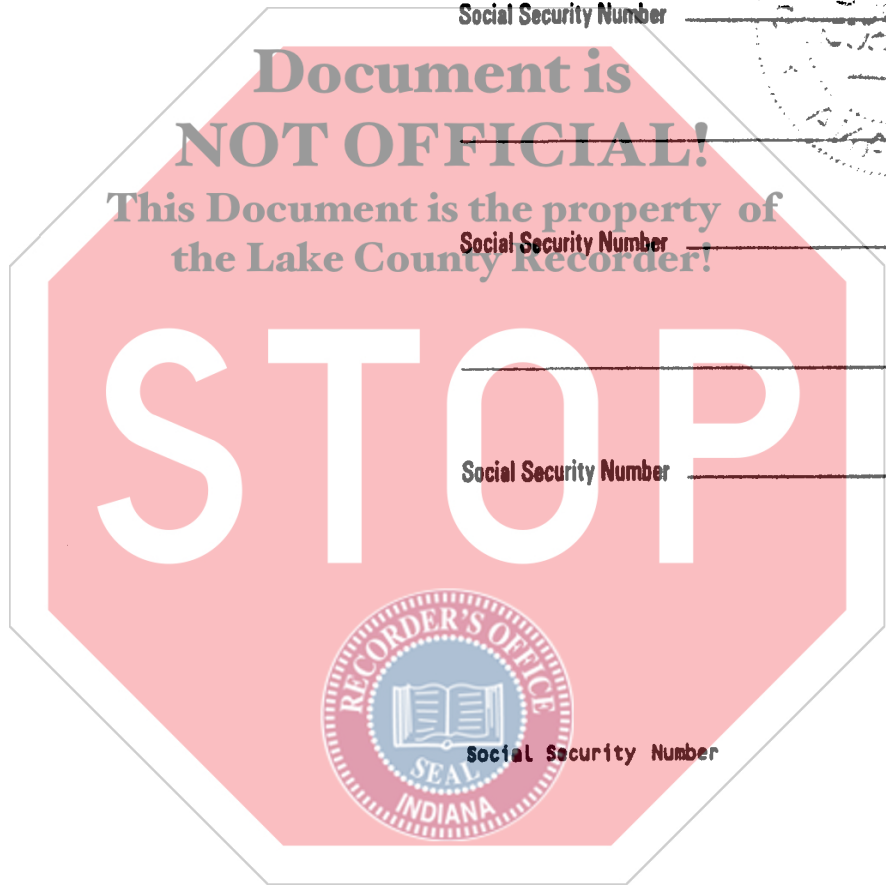 Social Security Number
Document is
NOT OFFICIAL!
This Document is the property of
Social Security Number
the Lake County Recorder!
STOP
Social Security Number
RECORDER'S OFFICE
Social Security Number
SEAL
INDIANA